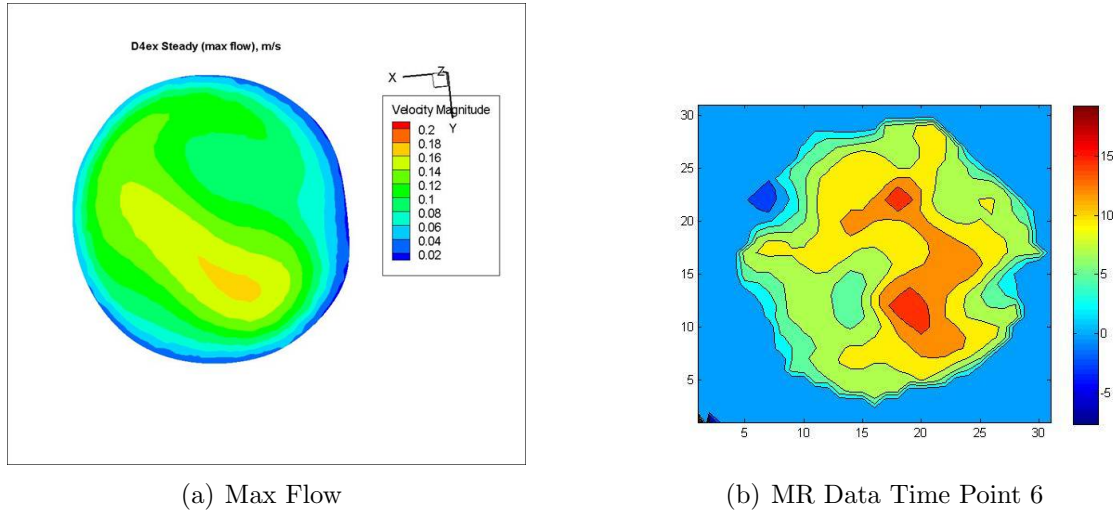 D4ex Steady (max flow), m/s
X
Z
Y
Velocity Magnitude
0.2
0.18
0.16
0.14
0.12
0.1
0.08
0.06
0.04
0.02
(a) Max Flow
30
25
20
15
10
5
5 10 15 20 25 30
15
10
5
0
-5
(b) MR Data Time Point 6